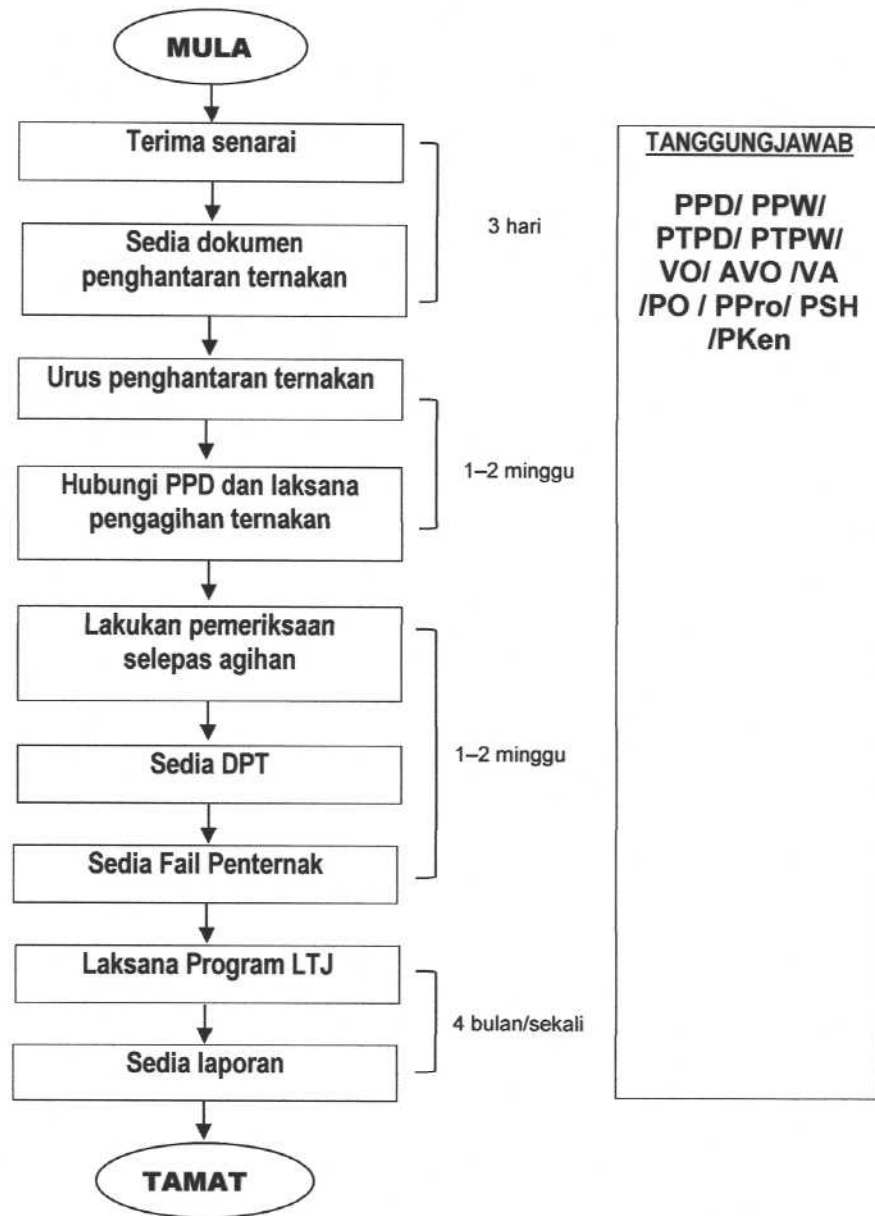 MULA
Terima senarai
Sedia dokumen
penghantaran ternakan
3 hari
Urus penghantaran ternakan
Hubungi PPD dan laksana
pengagihan ternakan
1–2 minggu
Lakukan pemeriksaan
selepas agihan
Sedia DPT
Sedia Fail Penternak
1–2 minggu
Laksana Program LTJ
Sedia laporan
4 bulan/sekali
TAMAT
TANGGUNGJAWAB
PPD/ PPW/
PTPD/ PTPW/
VO/ AVO /VA
/PO / PPro/ PSH
/PKen